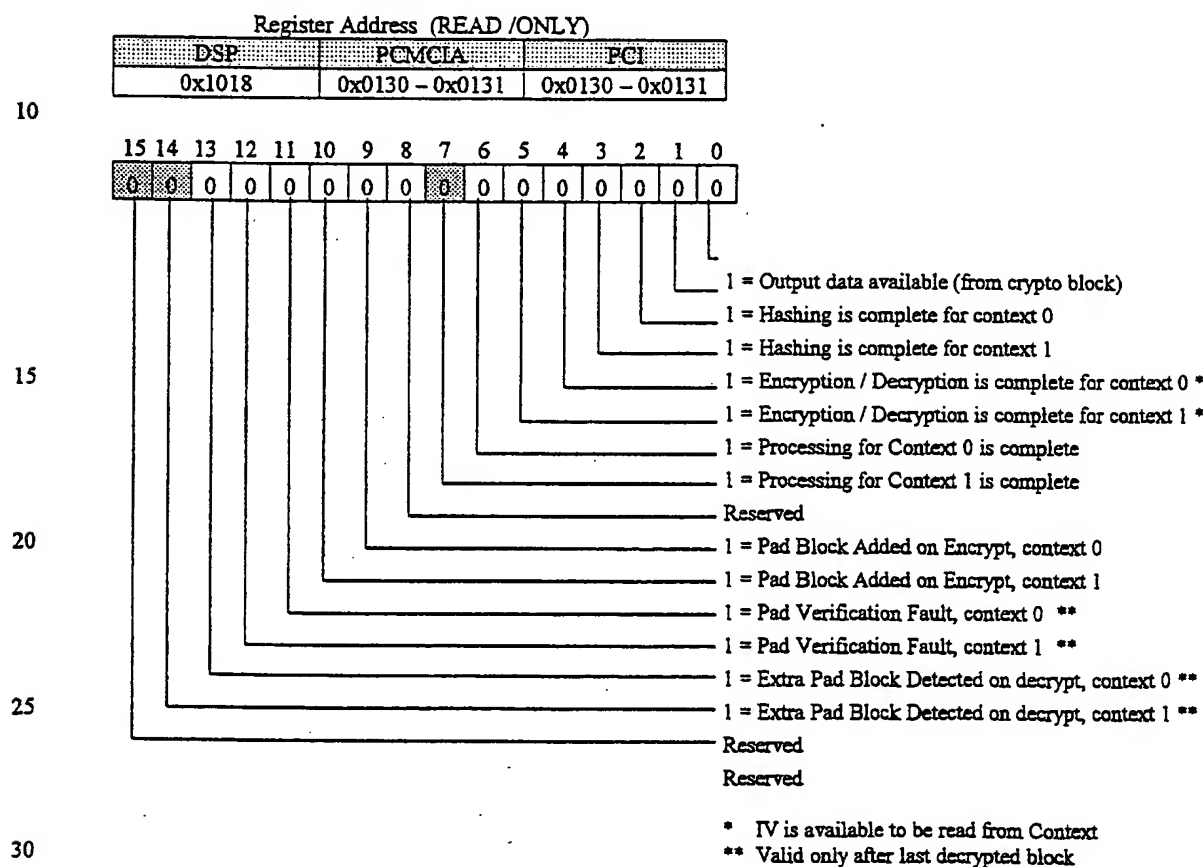 Register Address (READ /ONLY)
DSP PCMCIA PCI
0x1018 0x0130 – 0x0131 0x0130 – 0x0131
10
15 14 13 12 11 10 9 8 7 6 5 4 3 2 1 0
0 0 0 0 0 0 0 0 0 0 0 0 0 0 0 0
1 = Output data available (from crypto block)
1 = Hashing is complete for context 0
1 = Hashing is complete for context 1
15
1 = Encryption / Decryption is complete for context 0 *
1 = Encryption / Decryption is complete for context 1 *
1 = Processing for Context 0 is complete
1 = Processing for Context 1 is complete
Reserved
20
1 = Pad Block Added on Encrypt, context 0
1 = Pad Block Added on Encrypt, context 1
1 = Pad Verification Fault, context 0 **
1 = Pad Verification Fault, context 1 **
1 = Extra Pad Block Detected on decrypt, context 0 **
25
1 = Extra Pad Block Detected on decrypt, context 1 **
Reserved
Reserved
* IV is available to be read from Context
30
** Valid only after last decrypted block